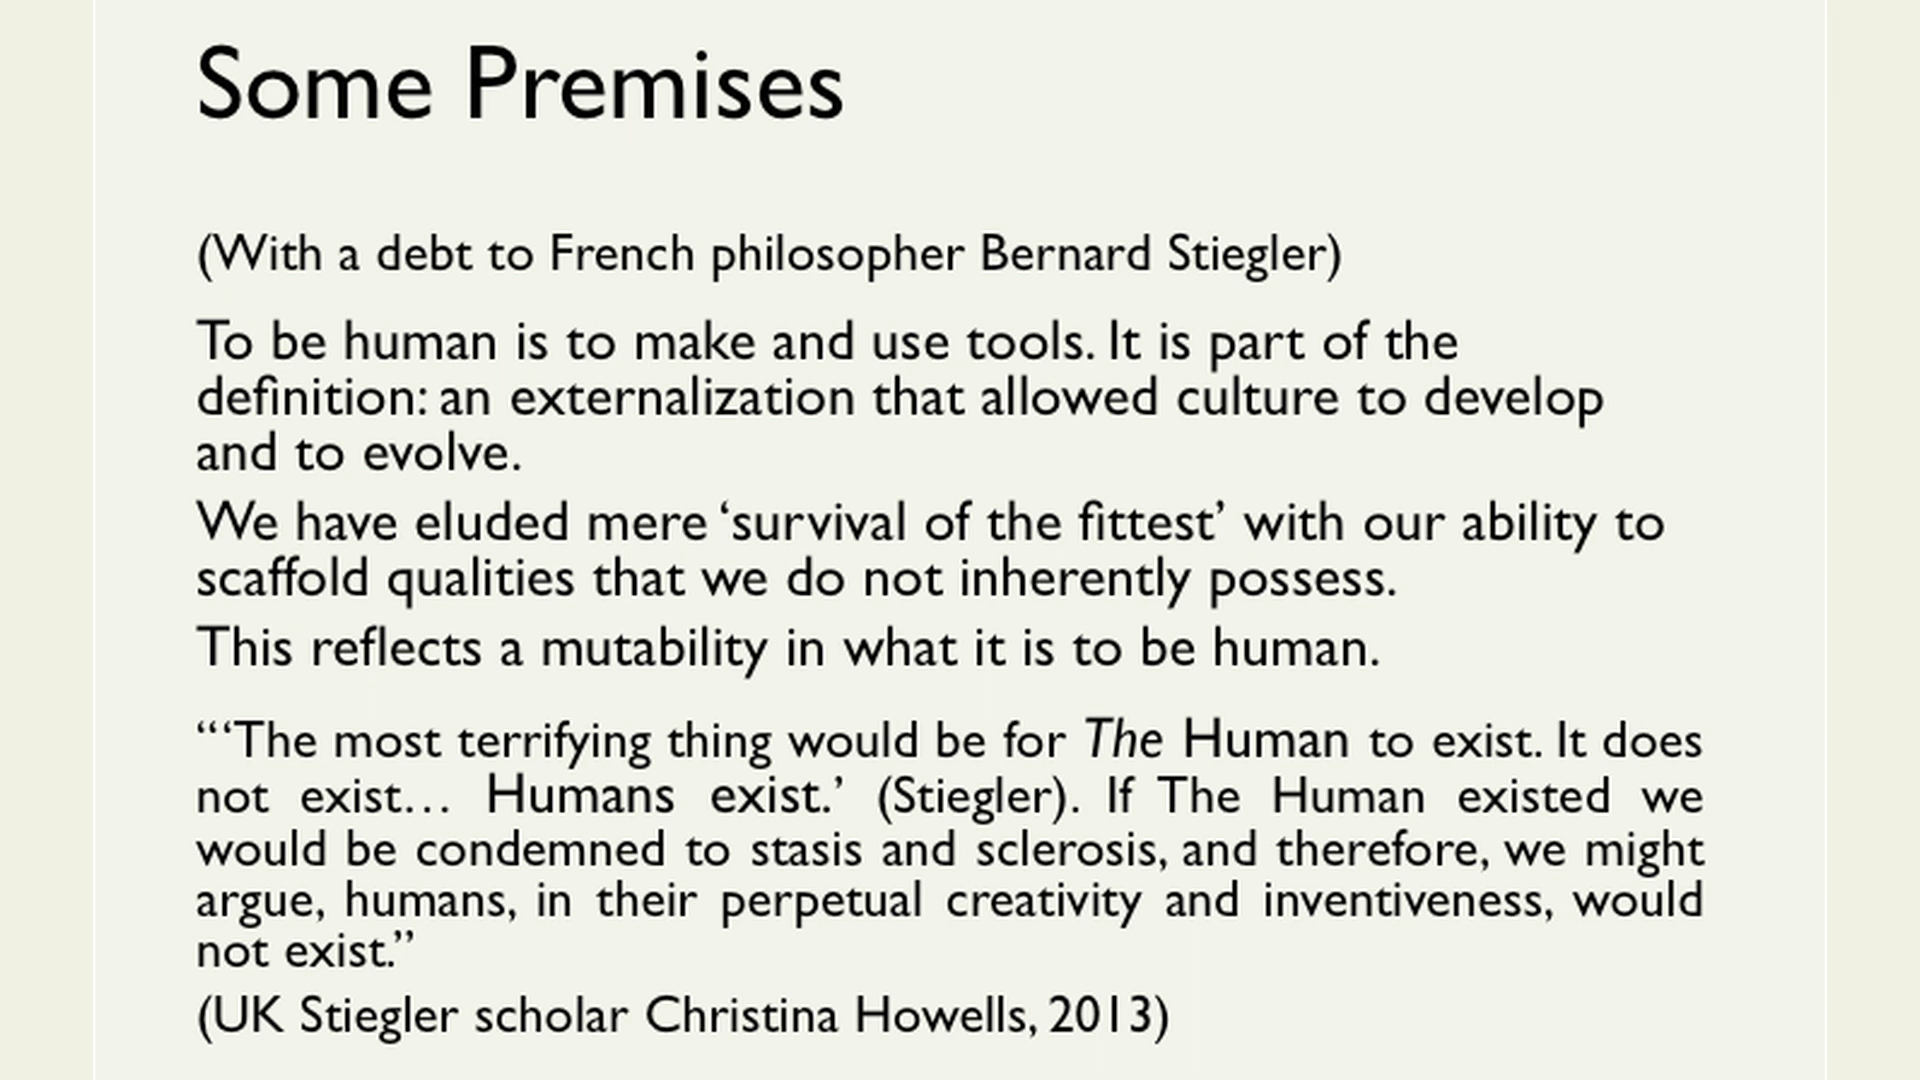 Some Premises
(With a debt to French philosopher Bernard Stiegler)
To be human is to make and use tools. It is part of the
definition: an externalization that allowed culture to develop
and to evolve.
We have eluded mere ‘survival of the fittest’ with our ability to
scaffold qualities that we do not inherently possess.
This reflects a mutability in what it is to be human.
“‘The most terrifying thing would be for The Human to exist. It does
not exist… Humans exist.’ (Stiegler). If The Human existed we
would be condemned to stasis and sclerosis, and therefore, we might
argue, humans, in their perpetual creativity and inventiveness, would
not exist.”
(UK Stiegler scholar Christina Howells, 2013)